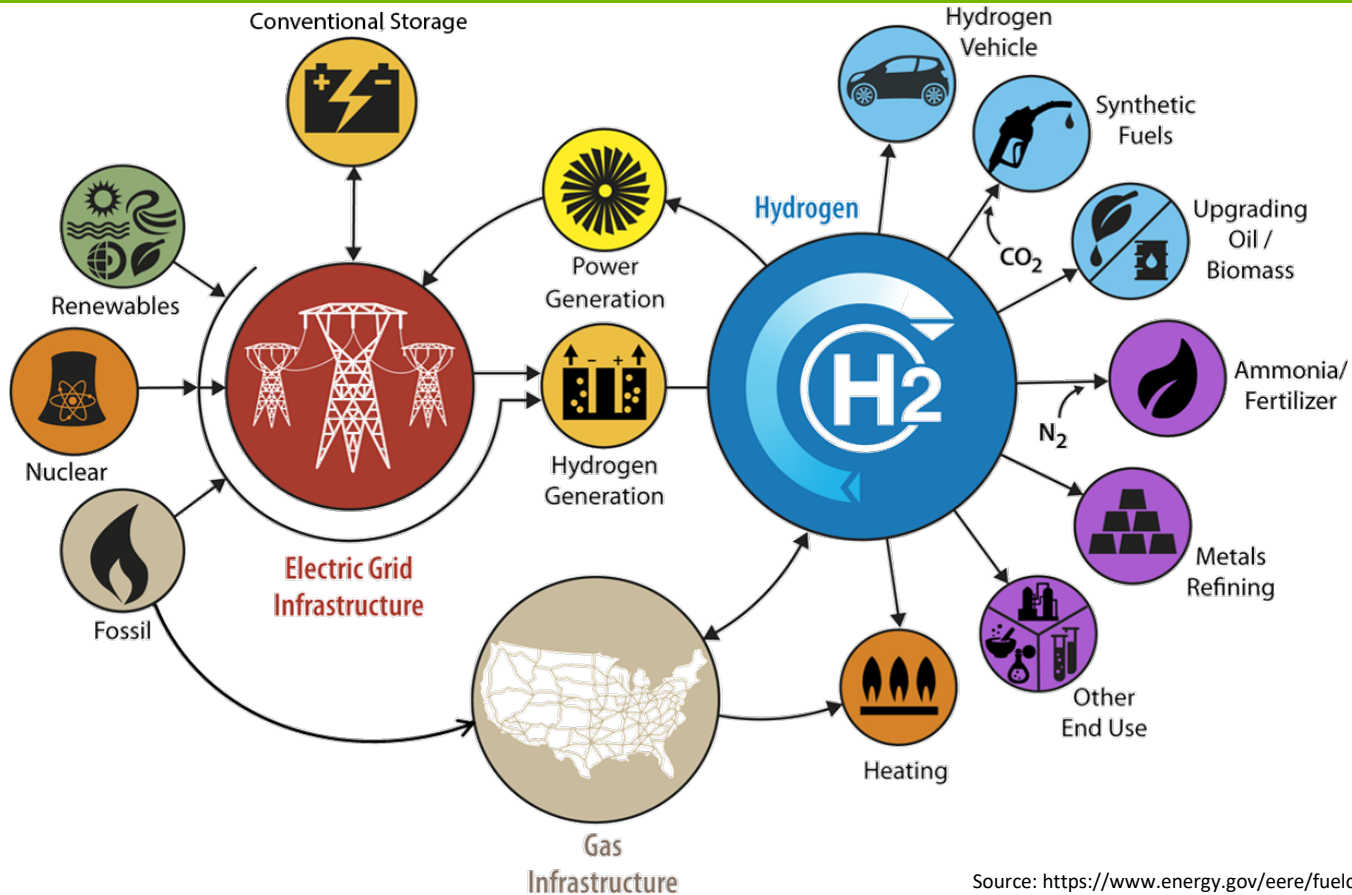 Conventional Storage
Hydrogen
Vehicle
Synthetic
Fuels
CO2
Upgrading
Oil /
Biomass
Renewables
Power
Generation
Hydrogen
H2
Ammonia/
Fertilizer
N2
Nuclear
Hydrogen
Generation
Metals
Refining
Electric Grid
Infrastructure
Fossil
Other
End Use
Heating
Gas
Infrastructure
Source: https://www.energy.gov/eere/fuelc